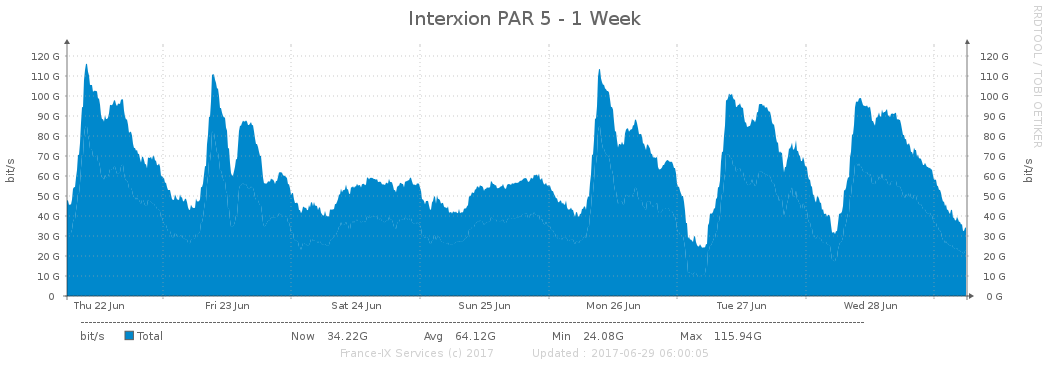 Interxion PAR 5 - 1 Week
RRDTOOL / TOBI OETIKER
bit/s
120 G 120 G
110 G 110 G
100 G 100 G
90 G 90 G
80 G 80 G
70 G 70 G
60 G 60 G
50 G 50 G
40 G 40 G
30 G 30 G
20 G 20 G
10 G 10 G
0 0 G
bit/s
Thu 22 Jun Fri 23 Jun Sat 24 Jun Sun 25 Jun Mon 26 Jun Tue 27 Jun Wed 28 Jun
bit/s Total Now 34.22G Avg 64.12G Min 24.08G Max 115.94G
France-IX Services (c) 2017 Updated : 2017-06-29 06:00:05